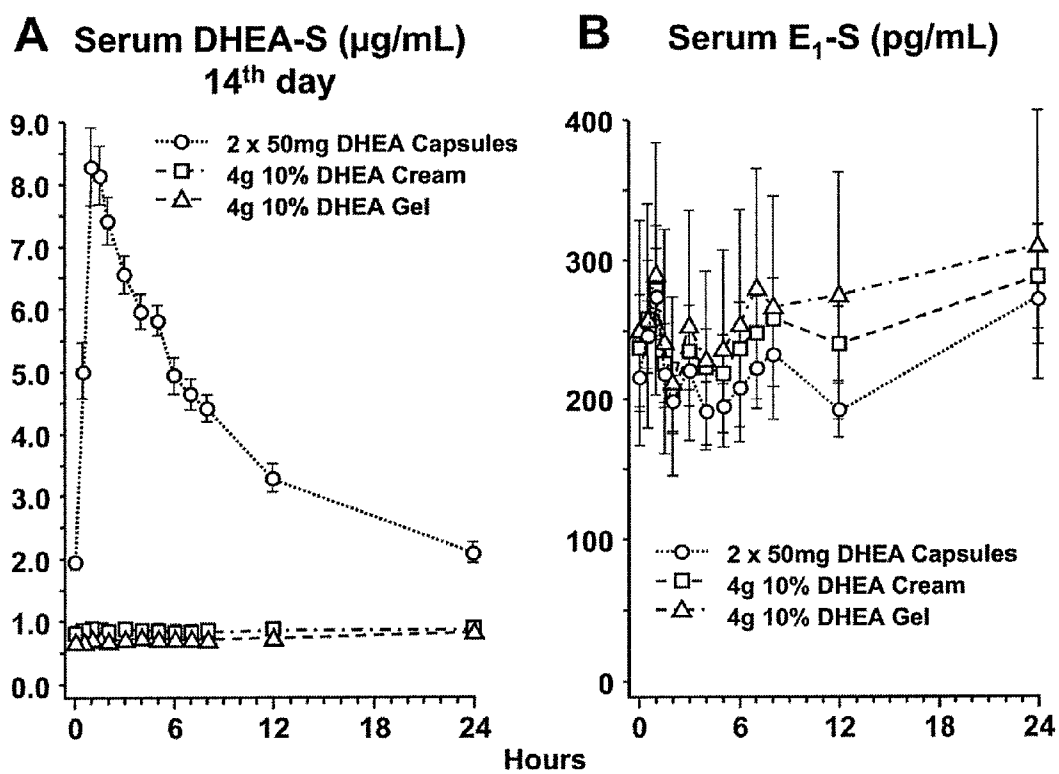 A Serum DHEA-S (µg/mL)
14th day
9.0
8.0
7.0
6.0
5.0
4.0
3.0
2.0
1.0
0.0
2 x 50mg DHEA Capsules
4g 10% DHEA Cream
4g 10% DHEA Gel
0 6 12 18 24
B Serum E₁-S (pg/mL)
400
300
200
100
0
2 x 50mg DHEA Capsules
4g 10% DHEA Cream
4g 10% DHEA Gel
0 6 12 18 24
Hours